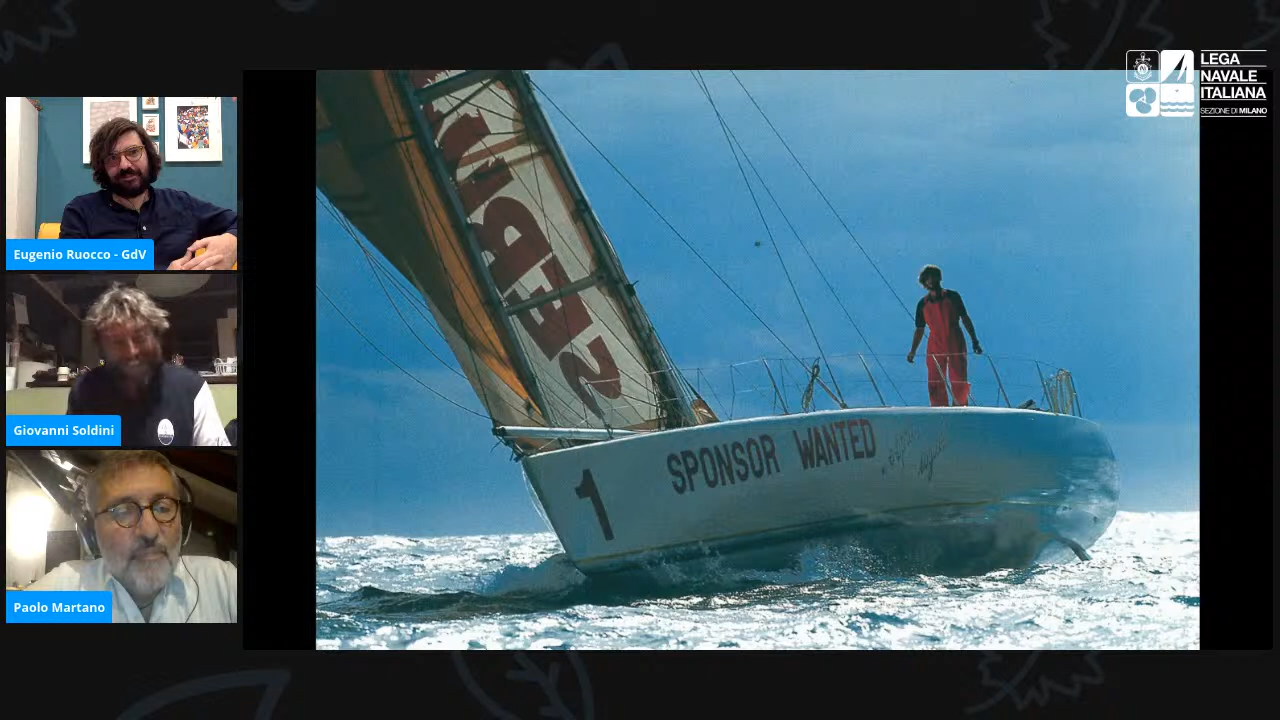 LEGA
NAVALE
ITALIANA
SEZIONE DI MILANO
Eugenio Ruocco - GdV
Giovanni Soldini
Paolo Martano
SPONSOR WANTED
1